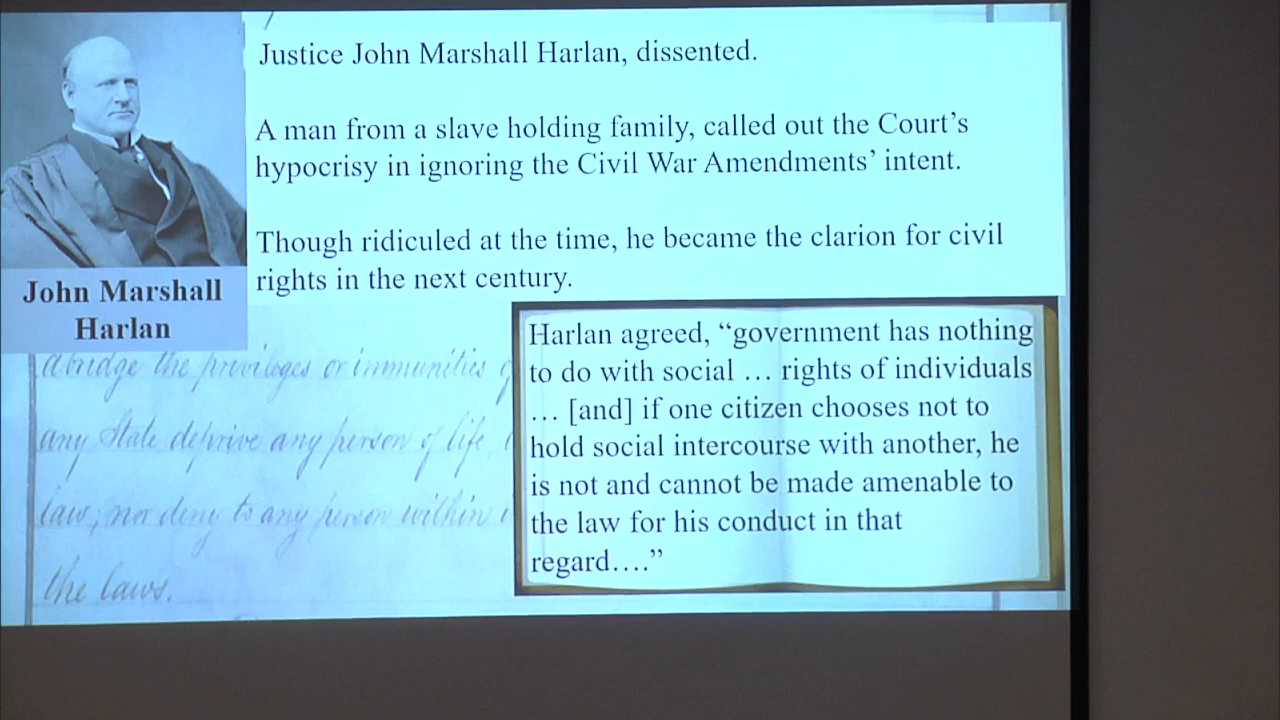 Justice John Marshall Harlan, dissented.
A man from a slave holding family, called out the Court’s
hypocrisy in ignoring the Civil War Amendments’ intent.
Though ridiculed at the time, he became the clarion for civil
rights in the next century.
John Marshall
Harlan
Harlan agreed, “government has nothing
to do with social … rights of individuals
… [and] if one citizen chooses not to
hold social intercourse with another, he
is not and cannot be made amenable to
the law for his conduct in that
regard….”
abridge the privileges or immunities
any State deprive any person of life,
law; nor deny to any person within
the laws.